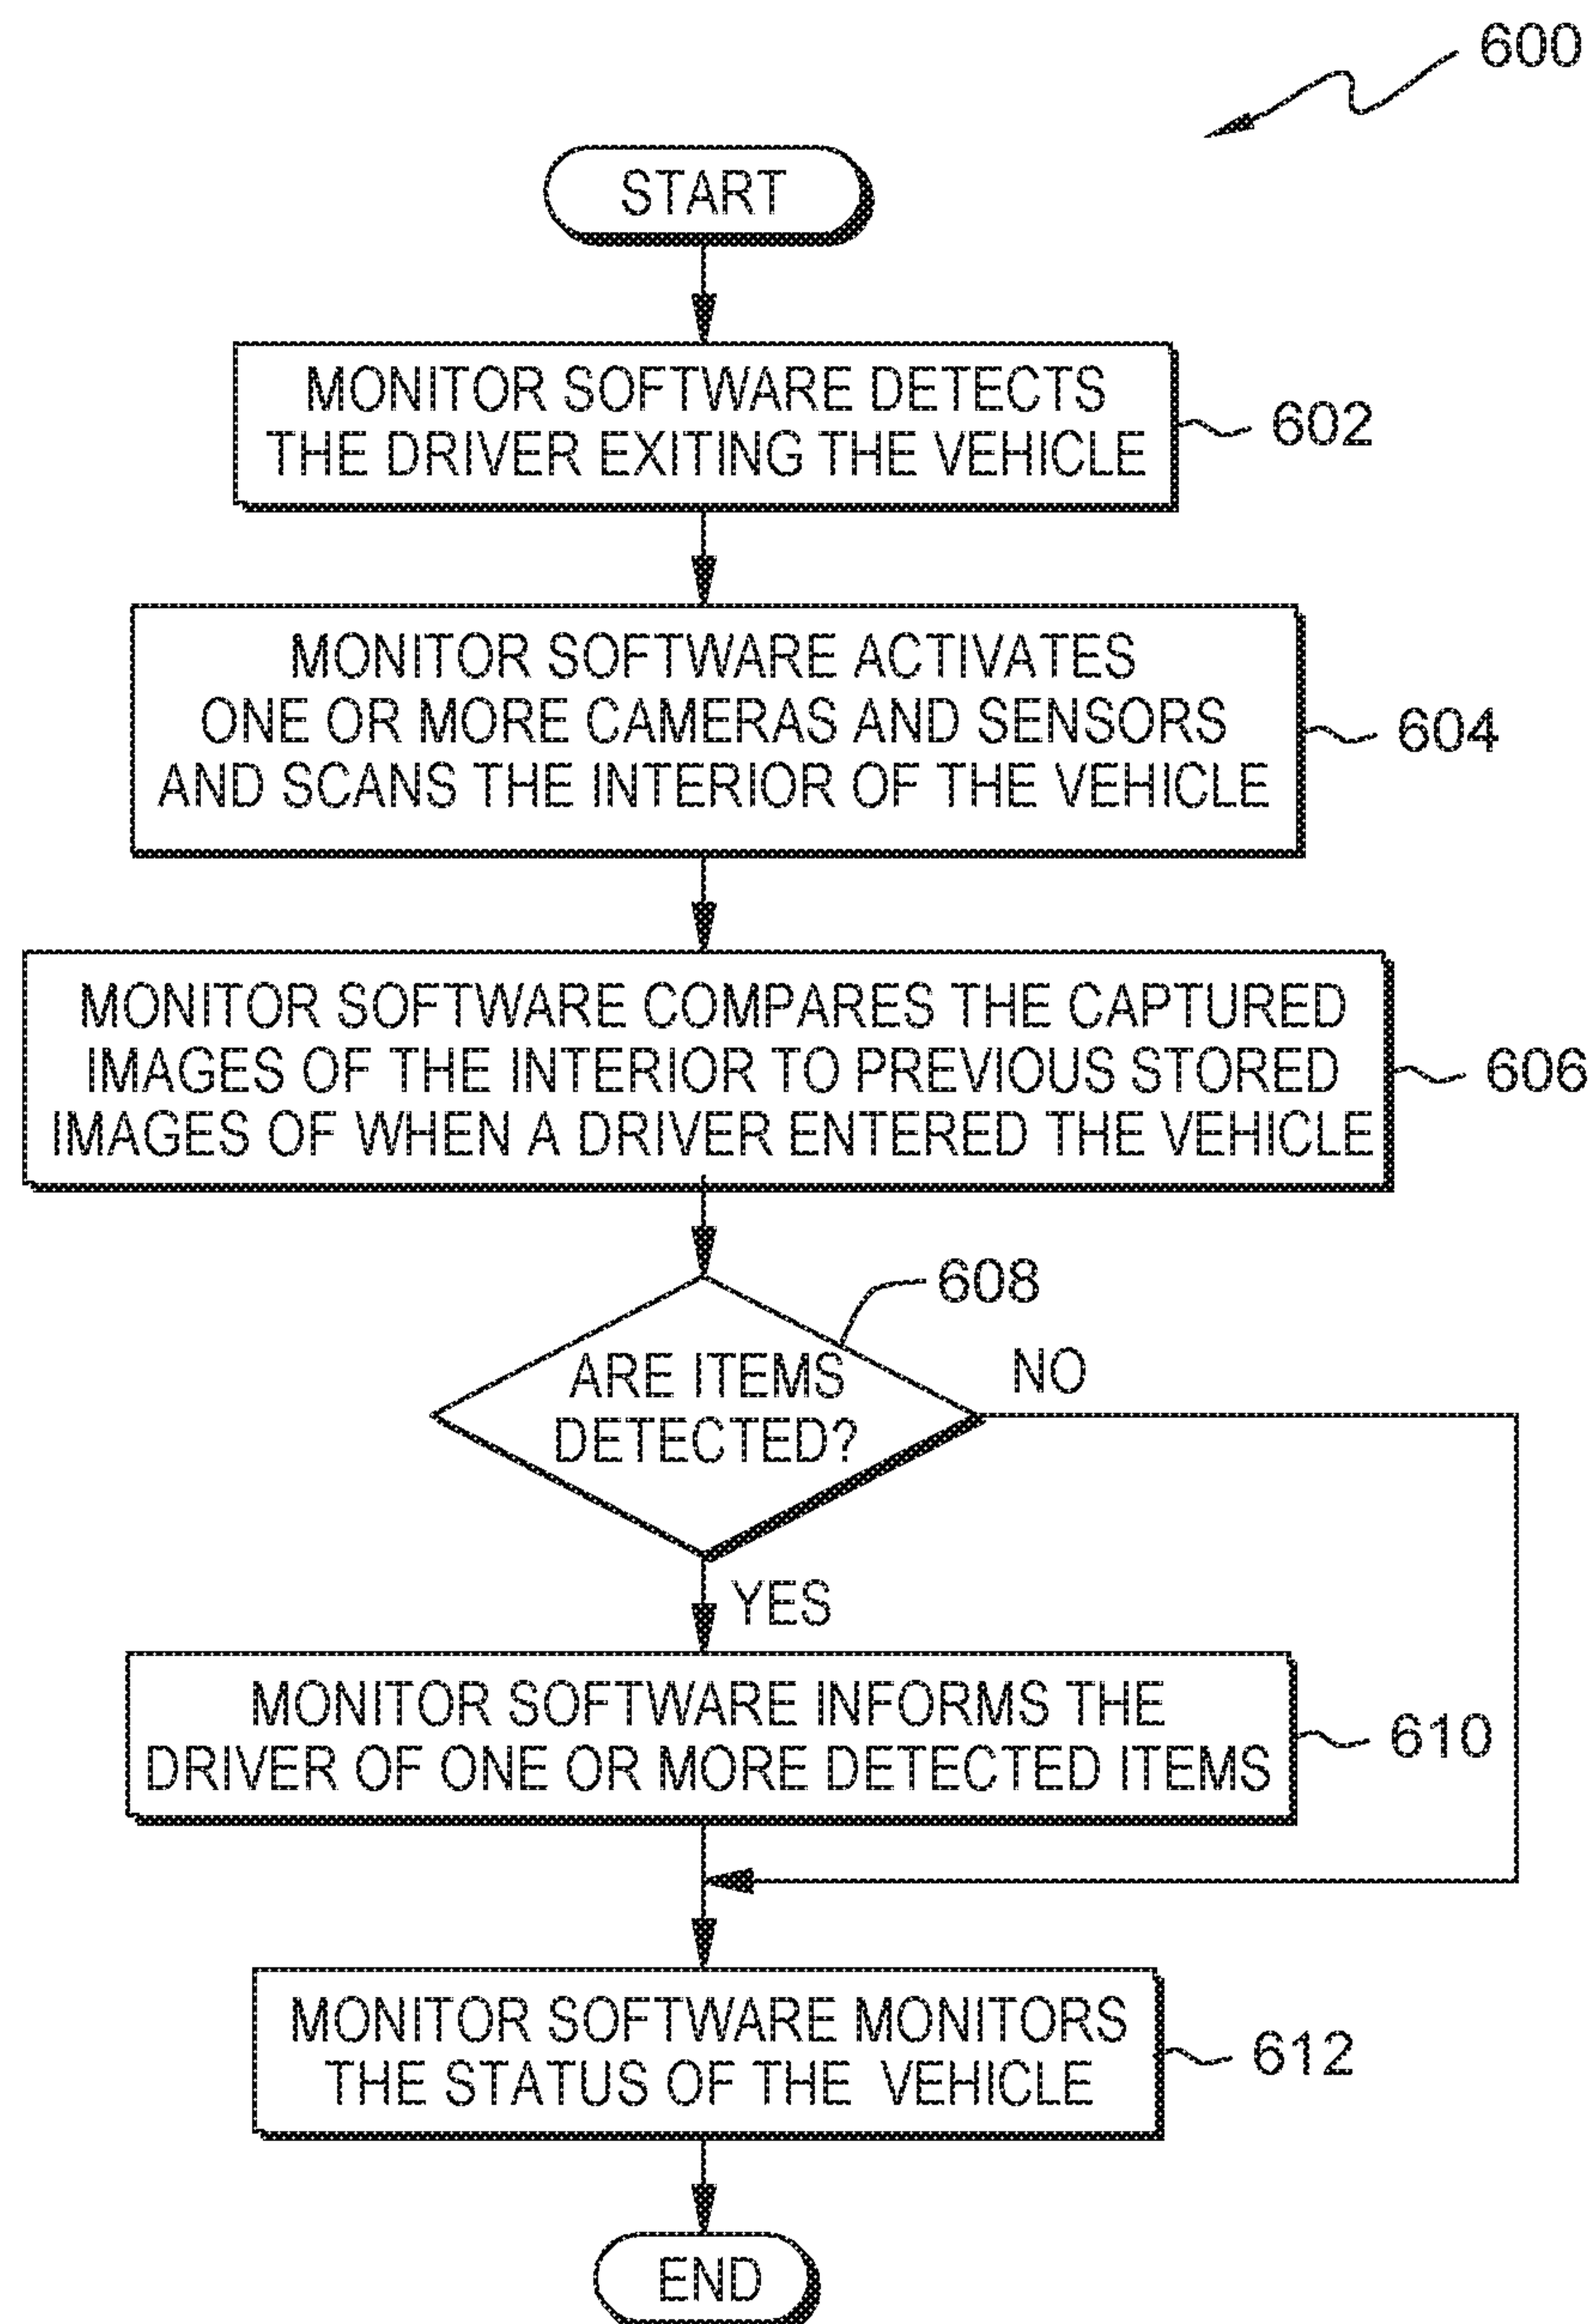 600
START
MONITOR SOFTWARE DETECTS
THE DRIVER EXITING THE VEHICLE
602
MONITOR SOFTWARE ACTIVATES
ONE OR MORE CAMERAS AND SENSORS
AND SCANS THE INTERIOR OF THE VEHICLE
604
MONITOR SOFTWARE COMPARES THE CAPTURED
IMAGES OF THE INTERIOR TO PREVIOUS STORED
IMAGES OF WHEN A DRIVER ENTERED THE VEHICLE
606
608
ARE ITEMS
DETECTED?
NO
YES
MONITOR SOFTWARE INFORMS THE
DRIVER OF ONE OR MORE DETECTED ITEMS
610
MONITOR SOFTWARE MONITORS
THE STATUS OF THE VEHICLE
612
END